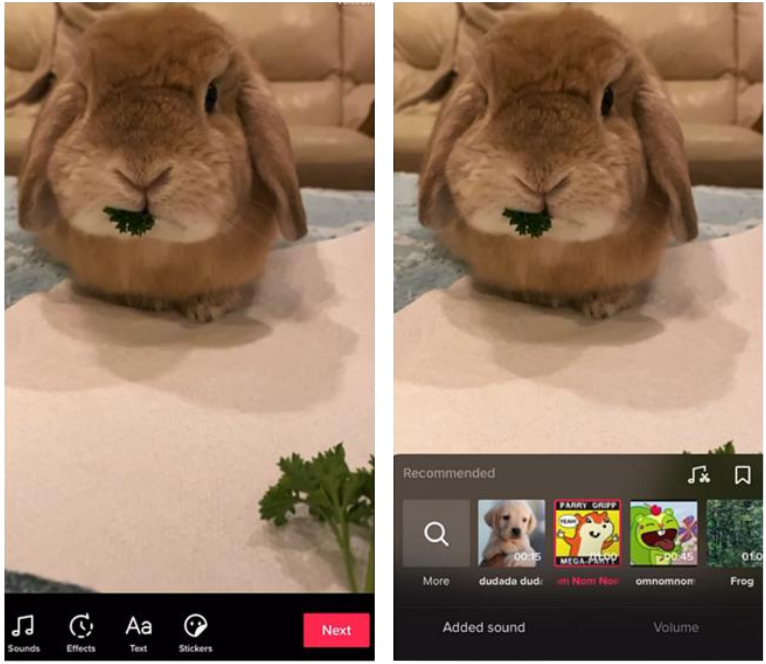 Aa
Sounds
Effects
Text
Stickers
Next
Recommended
PARRY GRIPP
YEAH!
MEGA-PARTY
00:15
01:00
00:45
01:0
More
dudada duda
m Nom Nom
omnomnom
Frog
Added sound
Volume